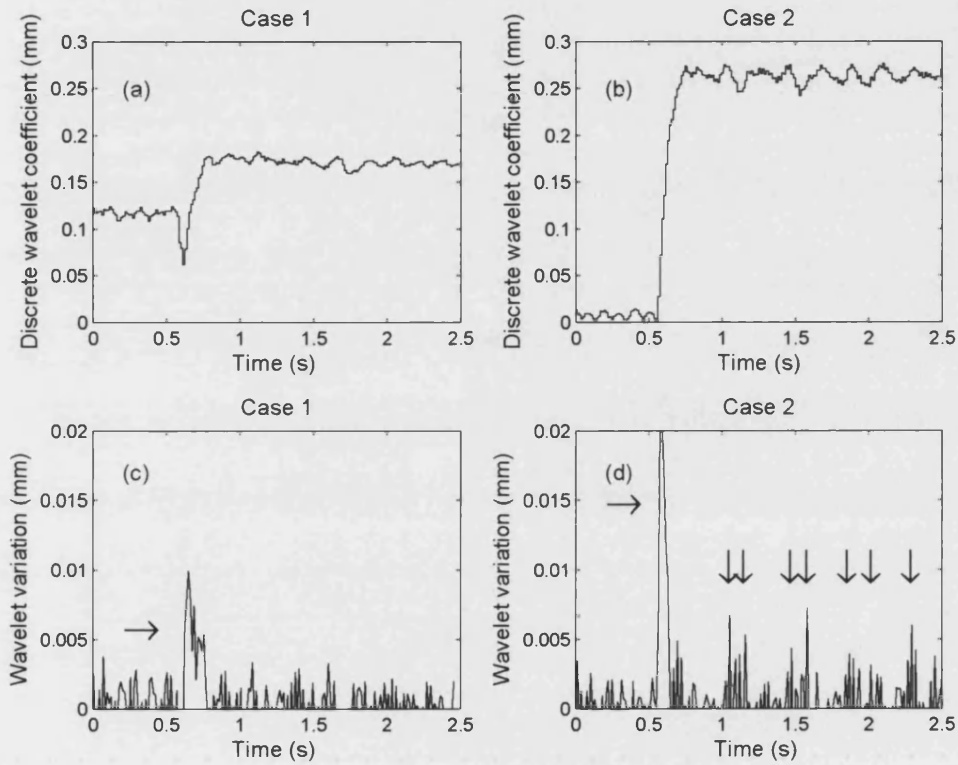 Case 1
Case 2
Discrete wavelet coefficient (mm)
0.3
0.25
0.2
0.15
0.1
0.05
0
(a)
0 0.5 1 1.5 2 2.5
Time (s)
Discrete wavelet coefficient (mm)
0.3
0.25
0.2
0.15
0.1
0.05
0
(b)
0 0.5 1 1.5 2 2.5
Time (s)
Case 1
Case 2
Wavelet variation (mm)
0.02
0.015
0.01
0.005
0
(c)
0 0.5 1 1.5 2 2.5
Time (s)
Wavelet variation (mm)
0.02
0.015
0.01
0.005
0
(d)
0 0.5 1 1.5 2 2.5
Time (s)